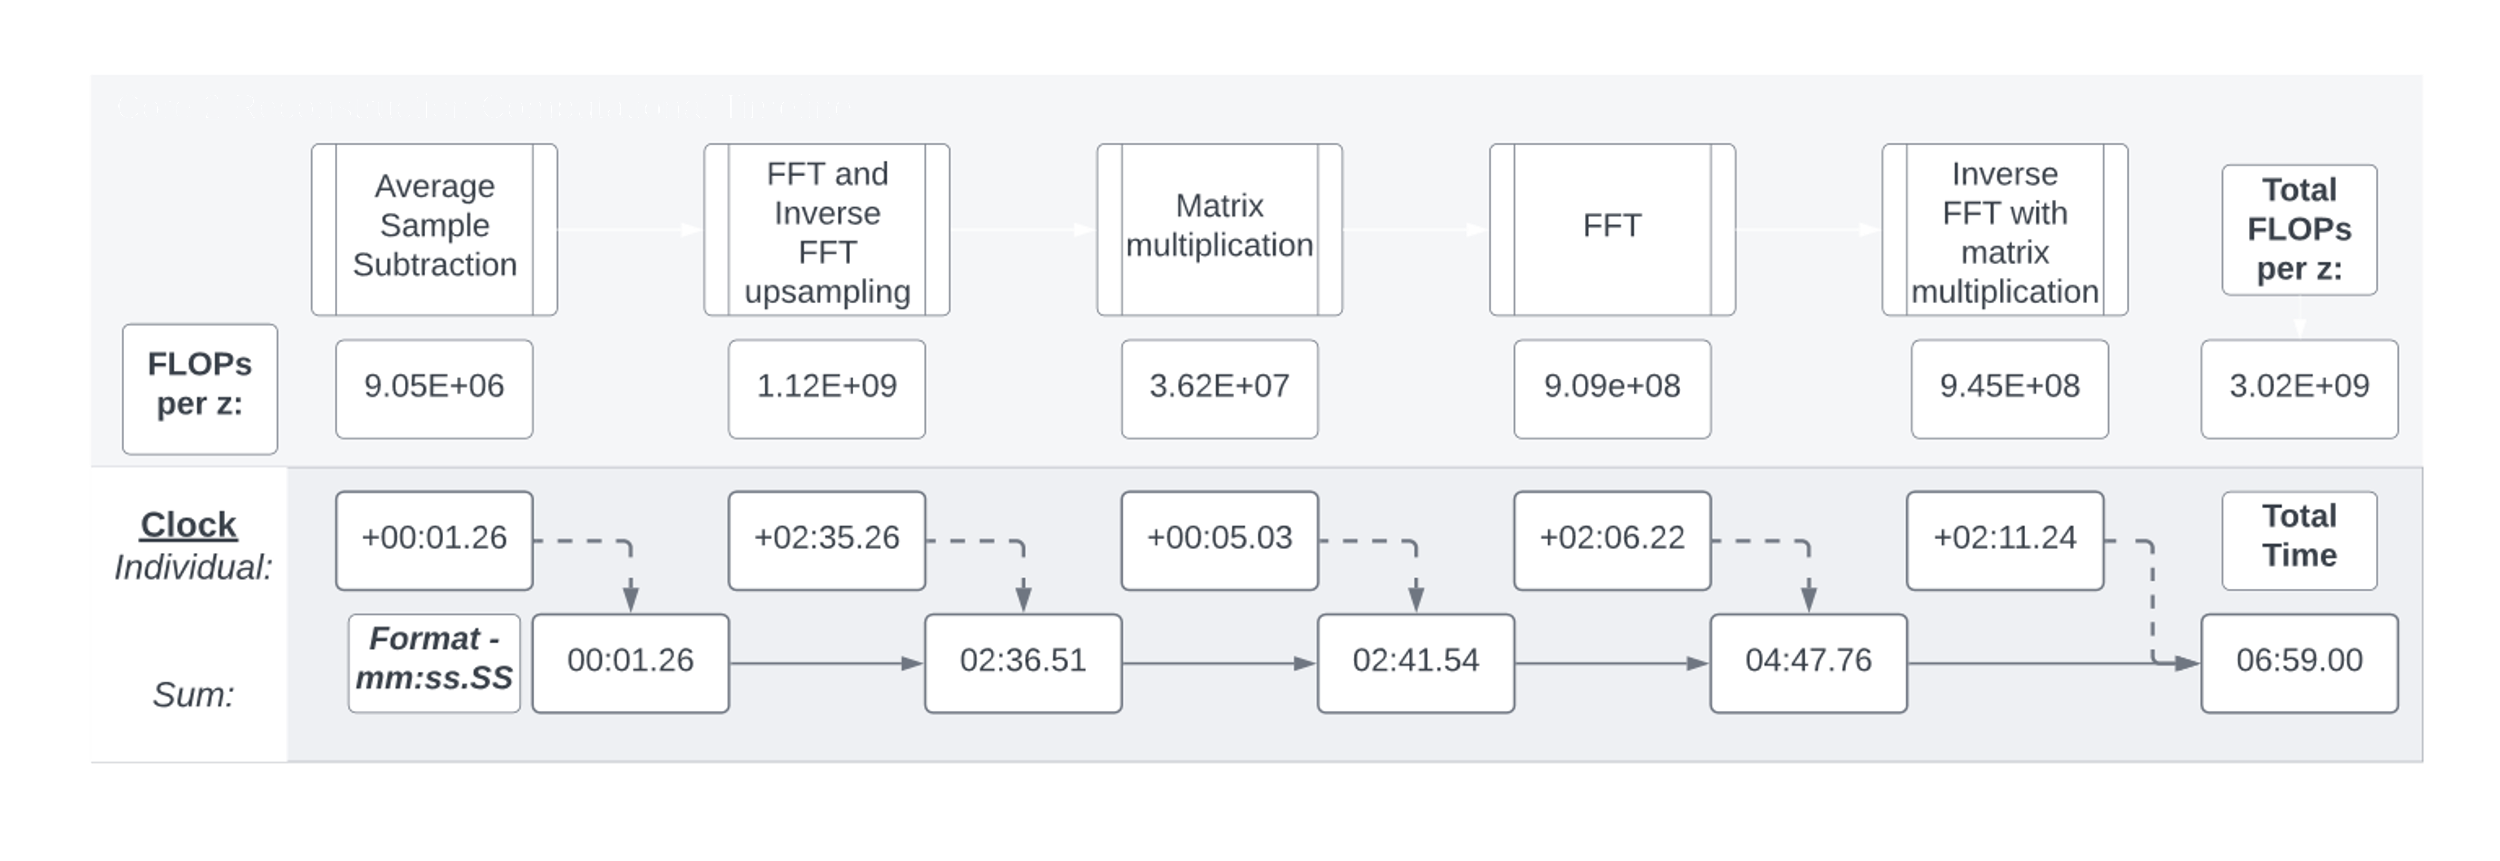 Average
Sample
Subtraction
FFT and
Inverse
FFT
upsampling
Matrix
multiplication
FFT
Inverse
FFT with
matrix
multiplication
Total
FLOPs
per z:
FLOPs
per z:
9.05E+06
1.12E+09
3.62E+07
9.09e+08
9.45E+08
3.02E+09
Clock
Individual:
+00:01.26
+02:35.26
+00:05.03
+02:06.22
+02:11.24
Total
Time
Sum:
Format -
mm:ss.SS
00:01.26
02:36.51
02:41.54
04:47.76
06:59.00